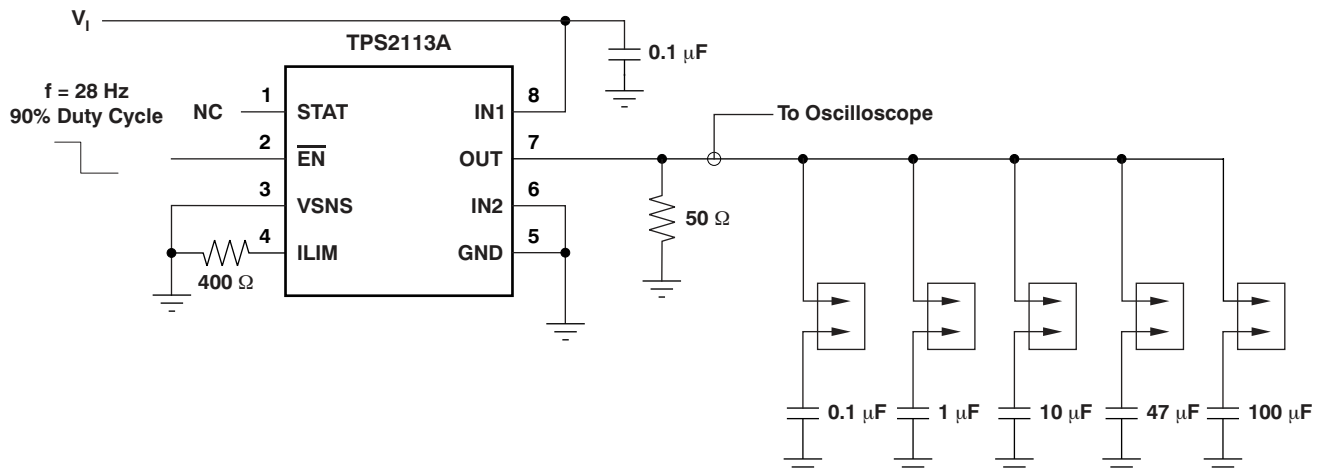 VI
TPS2113A
0.1 μF
f = 28 Hz
90% Duty Cycle
NC
1
STAT
IN1
8
To Oscilloscope
2
EN
OUT
7
3
VSNS
IN2
6
50 Ω
4
ILIM
GND
5
400 Ω
0.1 μF
1 μF
10 μF
47 μF
100 μF